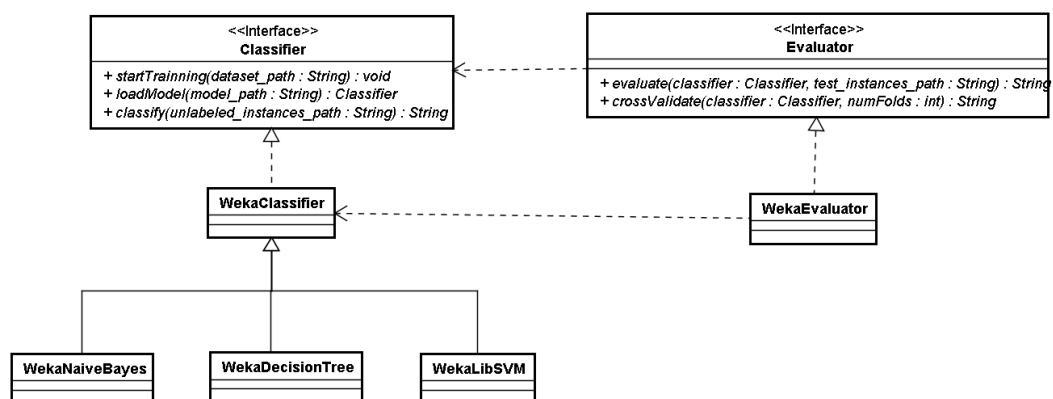 <<Interface>>
Classifier
+ startTrainning(dataset_path : String) : void
+ loadModel(model_path : String) : Classifier
+ classify(unlabeled_instances_path : String) : String
<<Interface>>
Evaluator
+ evaluate(classifier : Classifier, test_instances_path : String) : String
+ crossValidate(classifier : Classifier, numFolds : int) : String
WekaClassifier
WekaEvaluator
WekaNaiveBayes
WekaDecisionTree
WekaLibSVM